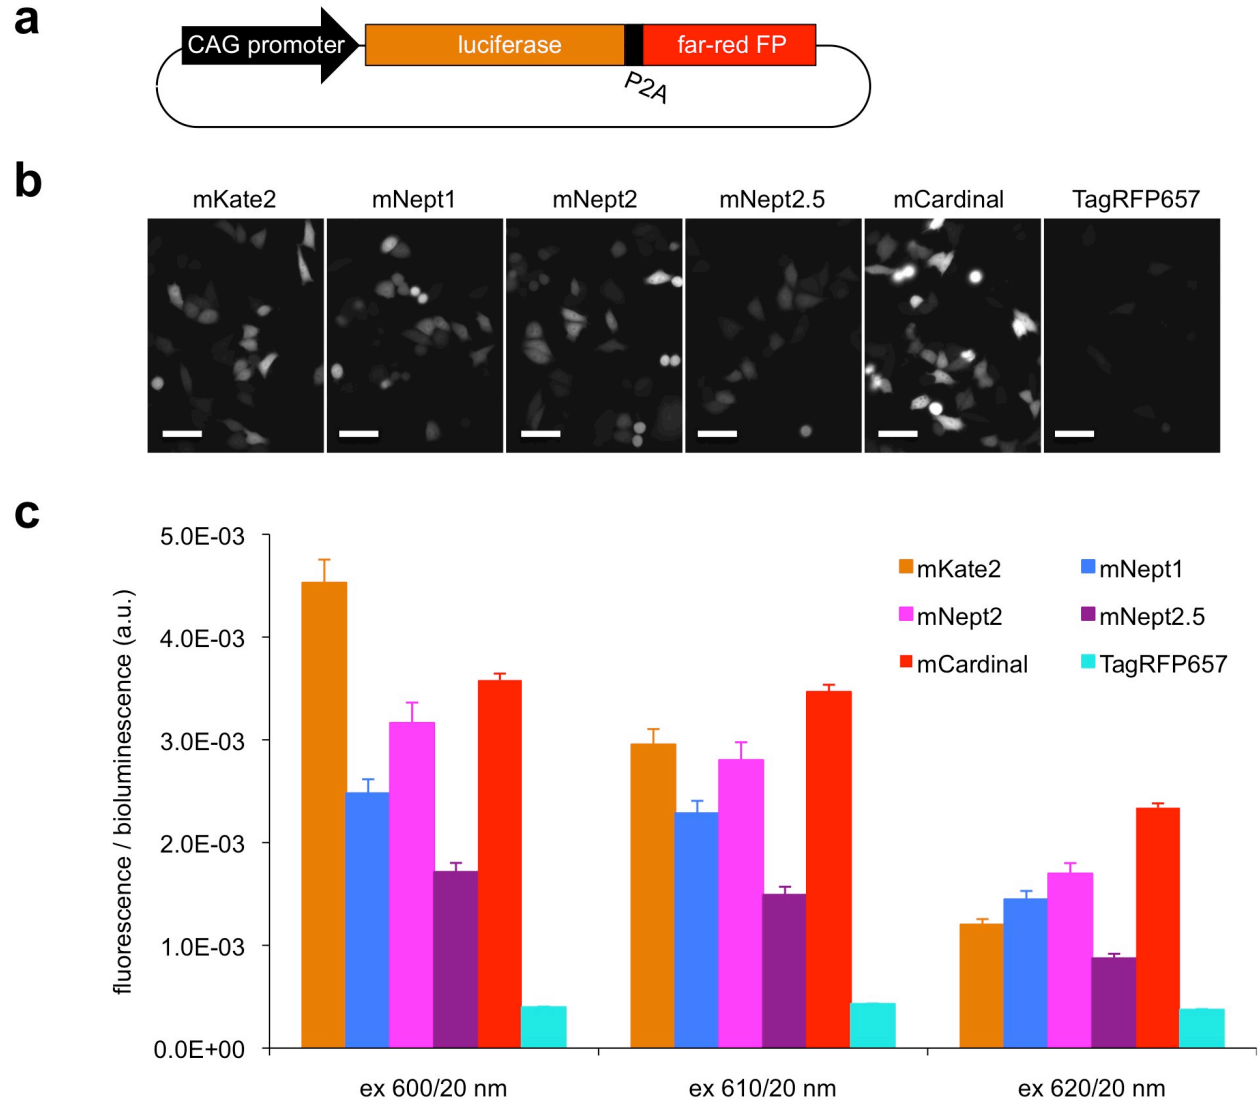 a
CAG promoter luciferase far-red FP
P2A
b
mKate2 mNept1 mNept2 mNept2.5 mCardinal TagRFP657
c
fluorescence / bioluminescence (a.u.)
5.0E-03
4.0E-03
3.0E-03
2.0E-03
1.0E-03
0.0E+00
mKate2 mNept1
mNept2 mNept2.5
mCardinal TagRFP657
ex 600/20 nm ex 610/20 nm ex 620/20 nm